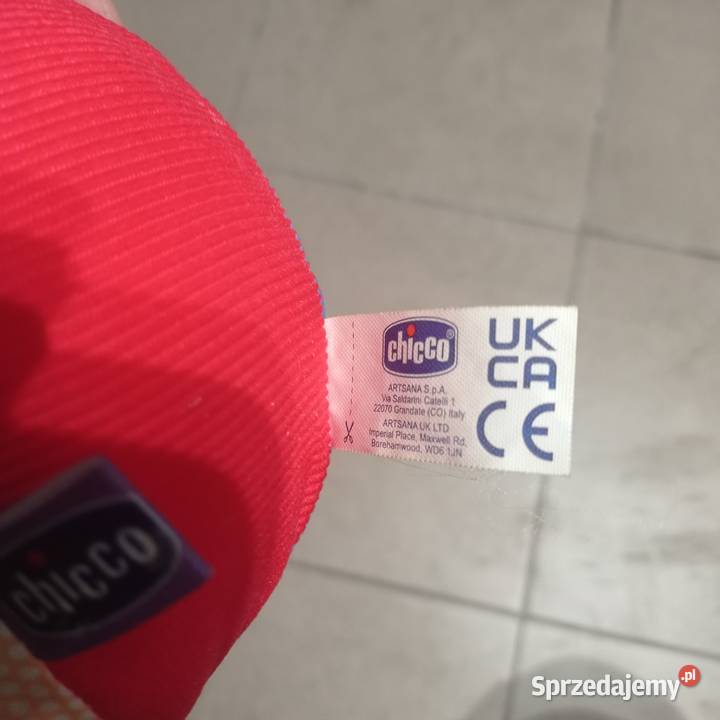 chicco
ARTSANA S.p.A.
Via Saldarini Catelli 1
22070 Grandate (CO) Italy
ARTSANA UK LTD
Imperial Place, Maxwell Rd,
Borehamwood, WD6 1JN
UK
CA
CE
chicco
Sprzedajemy.pl